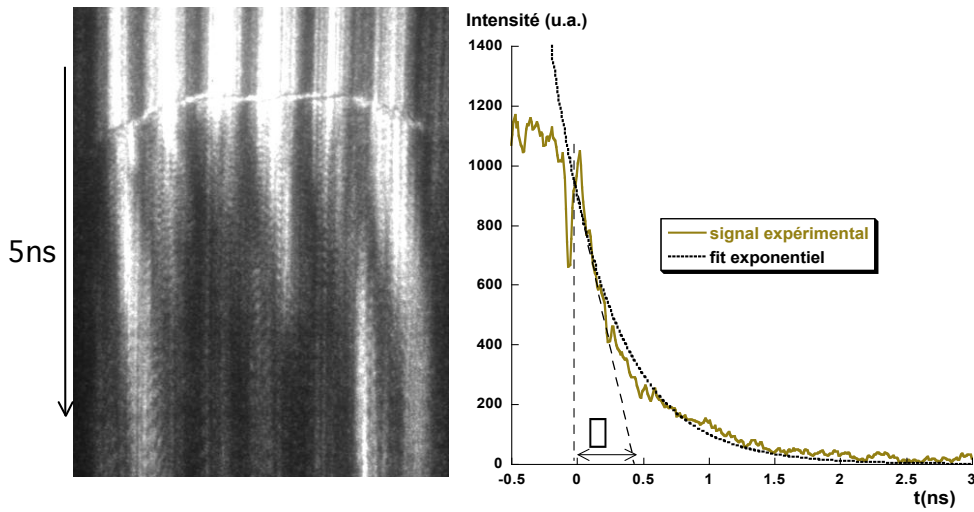 5ns
Intensité (u.a.)
1400
1200
1000
800
600
400
200
0
signal expérimental
fit exponentiel
-0.5 0 0.5 1 1.5 2 2.5 3
t(ns)